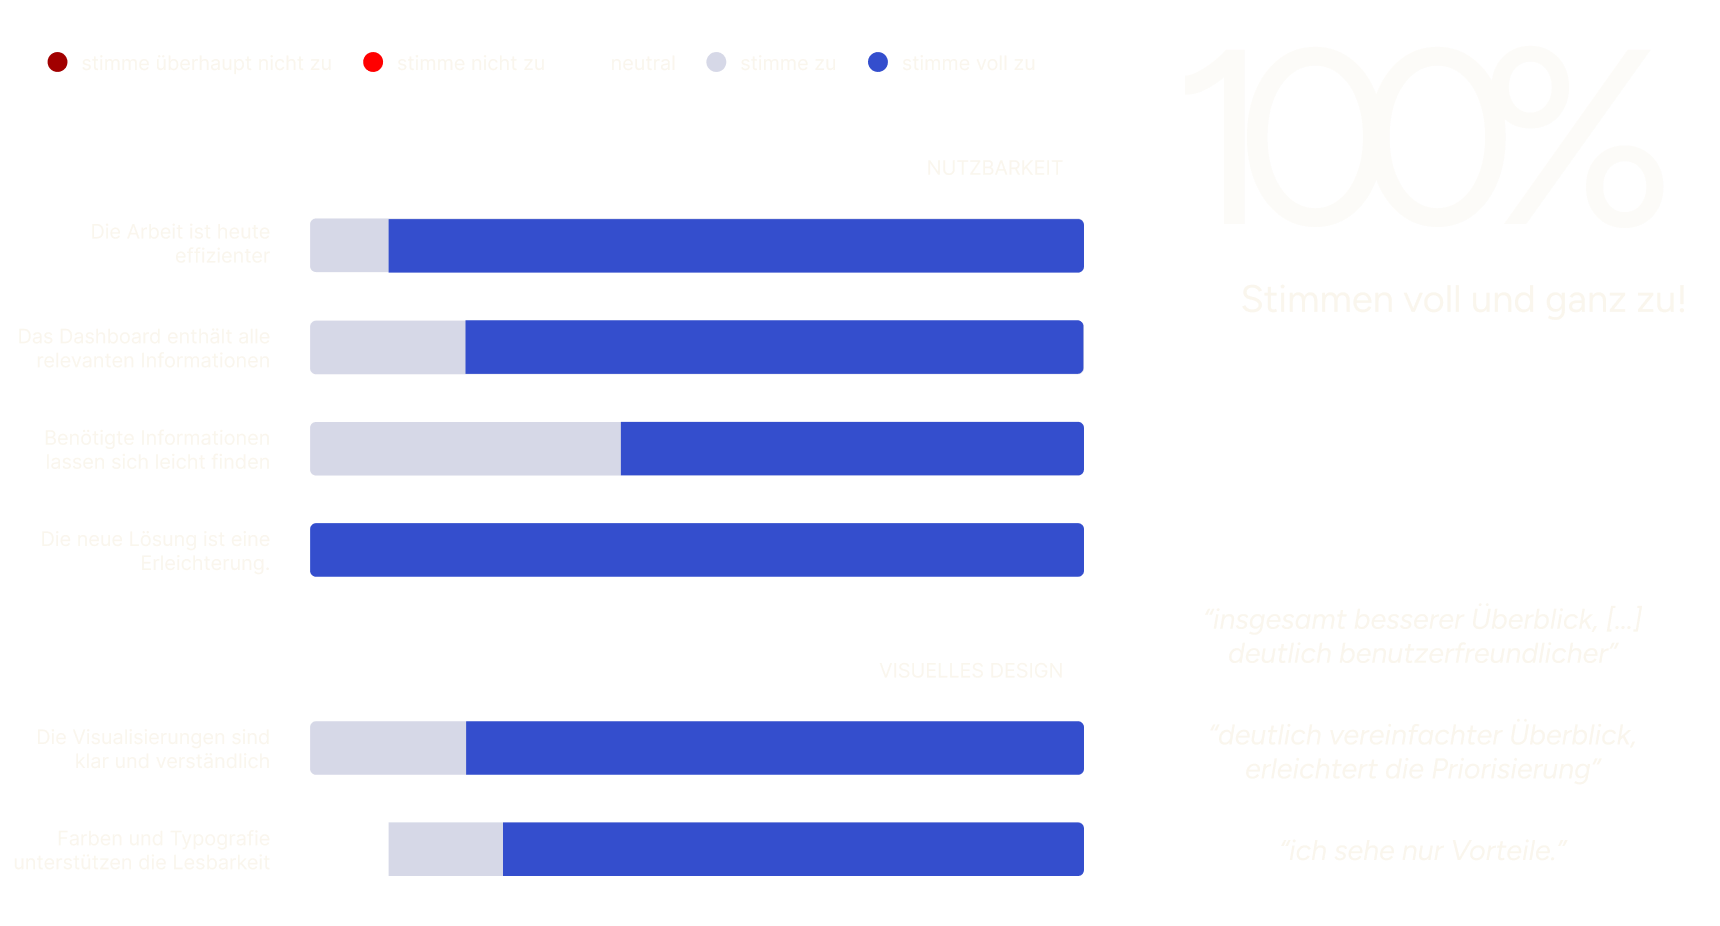 stimme überhaupt nicht zu
stimme nicht zu
neutral
stimme zu
stimme voll zu
NUTZBARKEIT
Die Arbeit ist heute
effizienter
Das Dashboard enthält alle
relevanten Informationen
Benötigte Informationen
lassen sich leicht finden
Die neue Lösung ist eine
Erleichterung.
VISUELLES DESIGN
Die Visualisierungen sind
klar und verständlich
Farben und Typografie
unterstützen die Lesbarkeit
100%
Stimmen voll und ganz zu!
“insgesamt besserer Überblick, [...]
deutlich benutzerfreundlicher”
“deutlich vereinfachter Überblick,
erleichtert die Priorisierung“
“ich sehe nur Vorteile.“